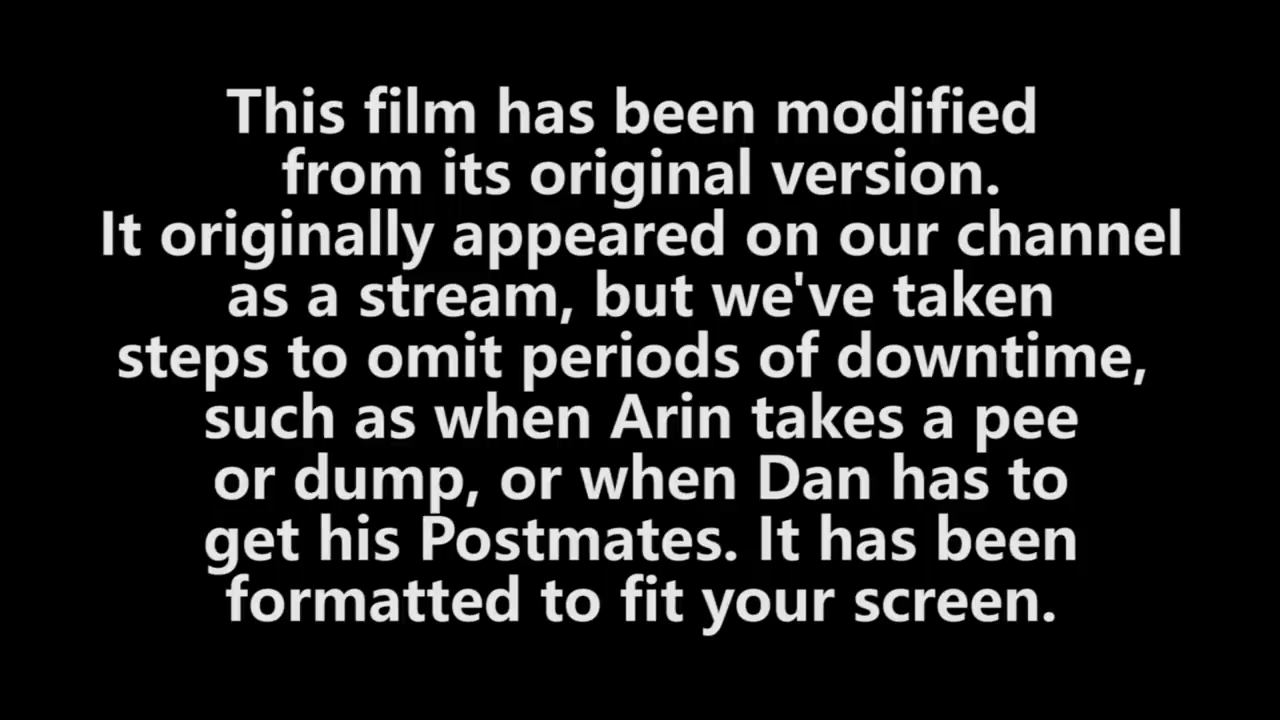 This film has been modified
from its original version.
It originally appeared on our channel
as a stream, but we've taken
steps to omit periods of downtime,
such as when Arin takes a pee
or dump, or when Dan has to
get his Postmates. It has been
formatted to fit your screen.